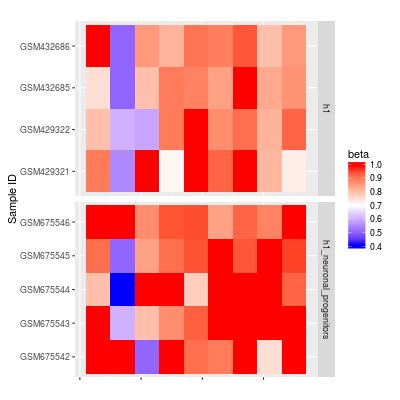 GSM432686
GSM432685
GSM429322
GSM429321
h1
GSM675546
GSM675545
GSM675544
GSM675543
GSM675542
h1_neuronal_progenitors
Sample ID
beta
1.0
0.9
0.8
0.7
0.6
0.5
0.4